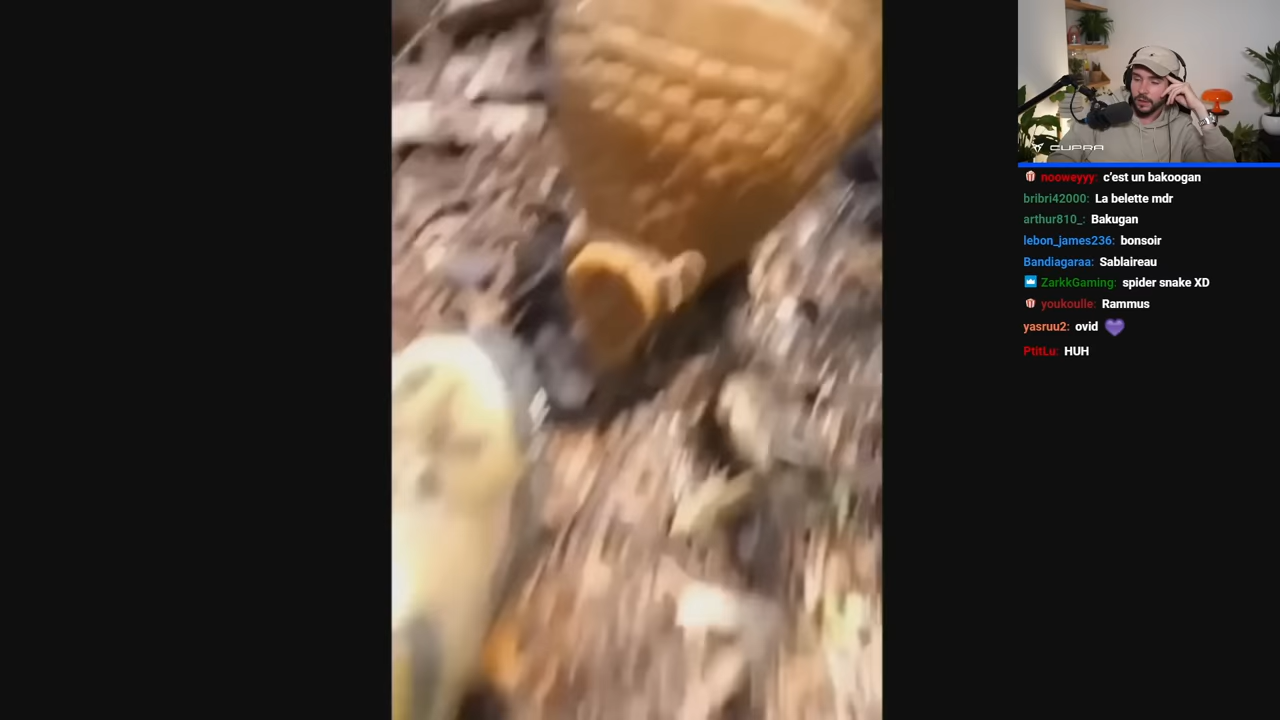 CUPRA
nooweyyy: c'est un bakoogan
bribri42000: La belette mdr
arthur810_: Bakugan
lebon_james236: bonsoir
Bandiagaraa: Sablaireau
ZarkkGaming: spider snake XD
youkoulle: Rammus
yasruu2: ovid
PtitLu: HUH